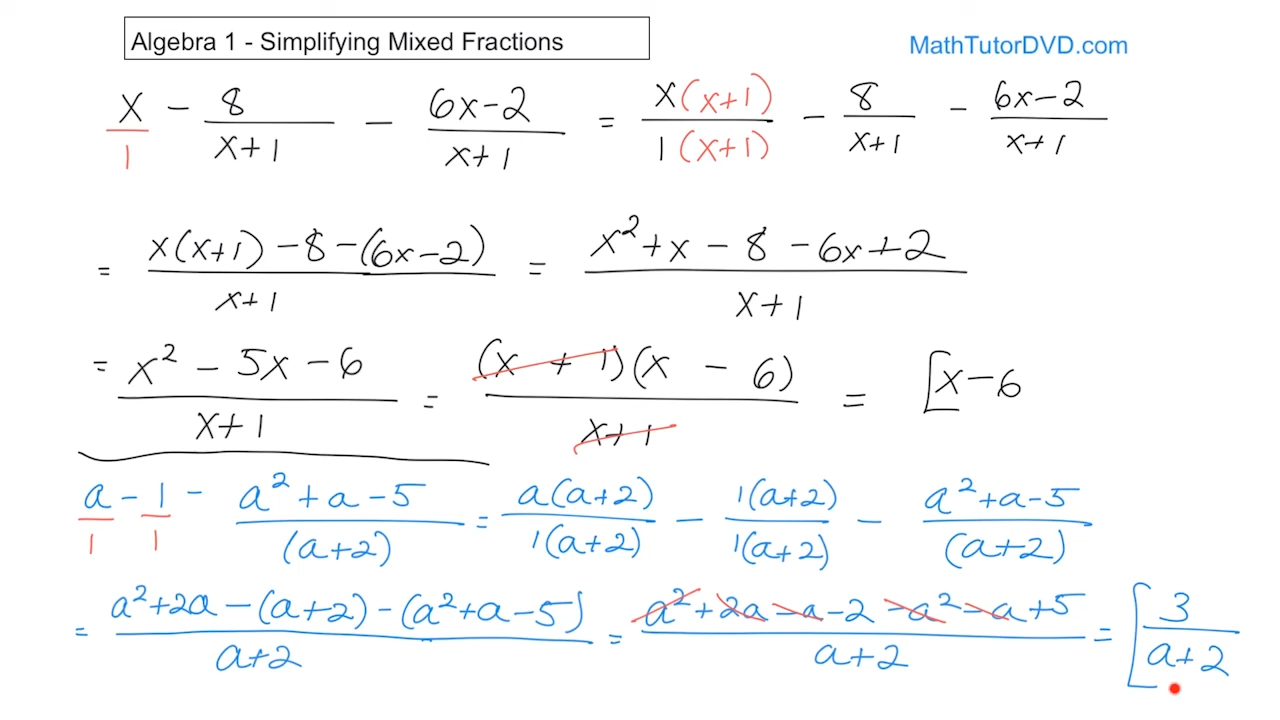 Algebra 1 - Simplifying Mixed Fractions
MathTutorDVD.com
x/1 - 8/(x+1) - (6x-2)/(x+1) = x(x+1)/1(x+1) - 8/(x+1) - (6x-2)/(x+1)
= (x(x+1) - 8 - (6x-2))/(x+1) = (x² + x - 8 - 6x + 2)/(x+1)
= (x² - 5x - 6)/(x+1) = (x + 1)(x - 6)/(x+1) = [x - 6
a/1 - 1/1 - (a² + a - 5)/(a+2) = a(a+2)/1(a+2) - 1(a+2)/1(a+2) - (a² + a - 5)/(a+2)
= (a² + 2a - (a+2) - (a² + a - 5))/(a+2) = (a² + 2a - a - 2 - a² - a + 5)/(a+2) = [3/(a+2)